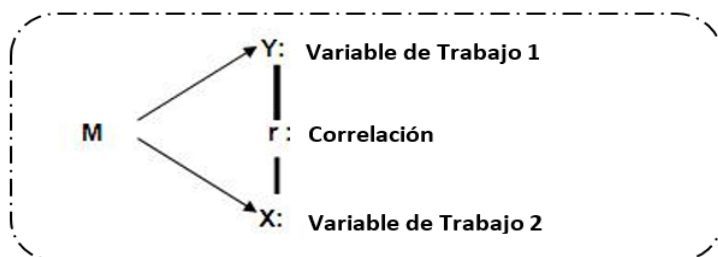 Y: Variable de Trabajo 1
M r : Correlación
X: Variable de Trabajo 2